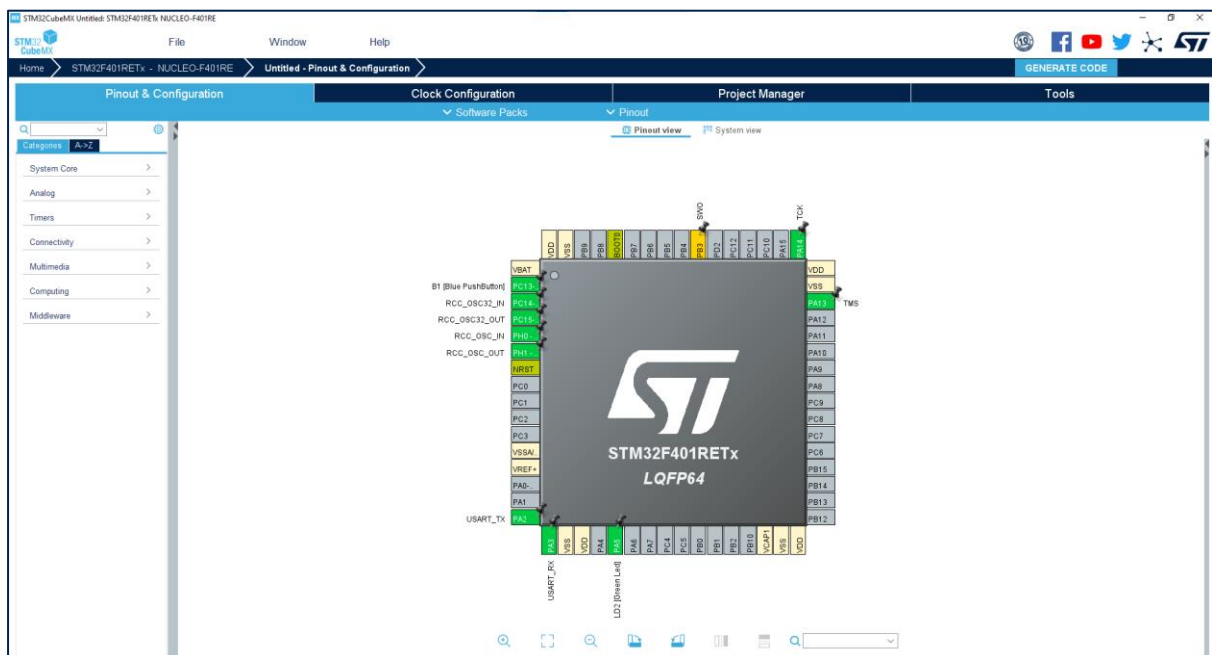 STM32CubeMX Untitled: STM32F401RETx NUCLEO-F401RE
STM32 CubeMX
File Window Help
Home STM32F401RETx - NUCLEO-F401RE Untitled - Pinout & Configuration GENERATE CODE
Pinout & Configuration Clock Configuration Project Manager Tools
Software Packs Pinout
Pinout view System view
Categories A->Z
System Core
Analog
Timers
Connectivity
Multimedia
Computing
Middleware
SWO TCK
VDD VSS PB9 PB8 BOOT0 PB7 PB6 PB5 PB4 PB3 PD2 PC12 PC11 PC10 PA15 PA14
VBAT VDD
B1 [Blue PushButton] PC13- VSS
RCC_OSC32_IN PC14- PA13 TMS
RCC_OSC32_OUT PC15- PA12
RCC_OSC_IN PH0 - PA11
RCC_OSC_OUT PH1 - PA10
NRST PA9
PC0 PA8
PC1 PC9
PC2 PC8
PC3 PC7
VSSA/. PC6
VREF+ PB15
PA0-. PB14
PA1 PB13
USART_TX PA2 PB12
ST
STM32F401RETx
LQFP64
PA3 VSS VDD PA4 PA5 PA6 PA7 PC4 PC5 PB0 PB1 PB2 PB10 VCAP1 VSS VDD
USART_RX LD2 [Green Led]